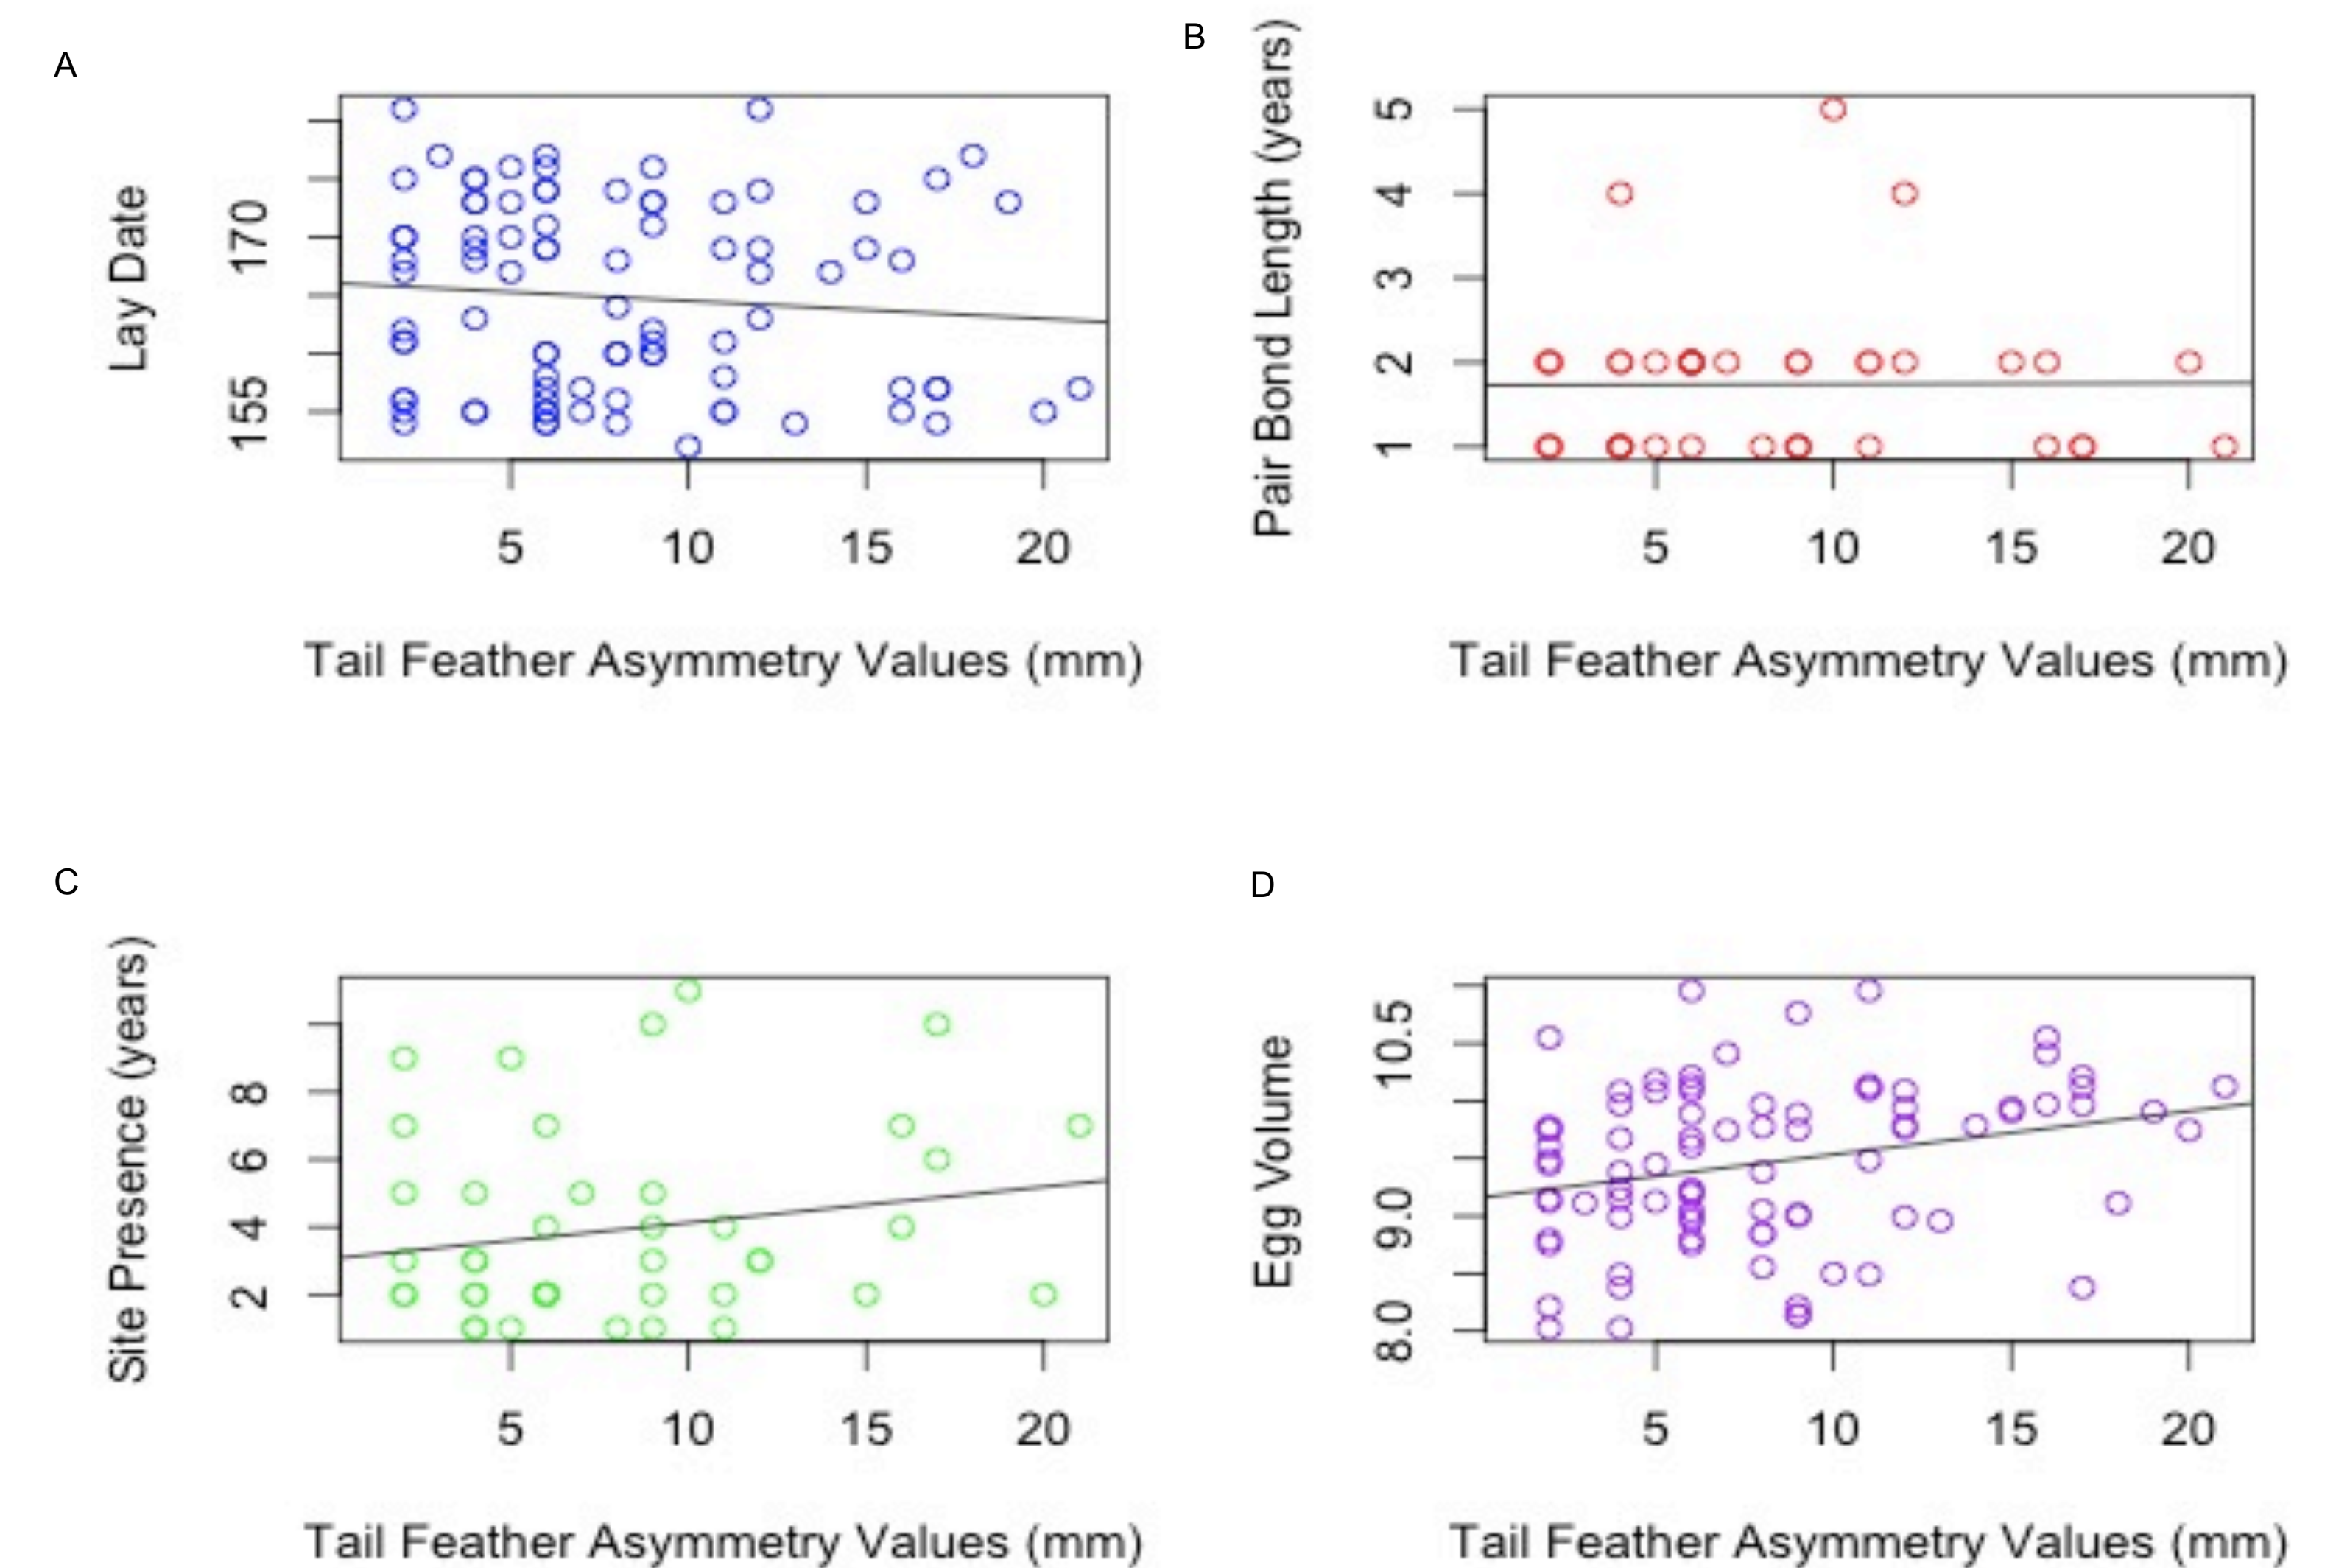 A
Lay Date
170
155
5 10 15 20
Tail Feather Asymmetry Values (mm)
B
Pair Bond Length (years)
5
4
3
2
1
5 10 15 20
Tail Feather Asymmetry Values (mm)
C
Site Presence (years)
8
6
4
2
5 10 15 20
Tail Feather Asymmetry Values (mm)
D
Egg Volume
10.5
9.0
8.0
5 10 15 20
Tail Feather Asymmetry Values (mm)